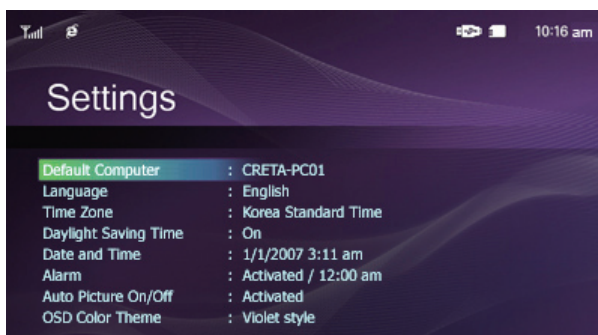 10:16 am
Settings
Default Computer : CRETA-PC01
Language : English
Time Zone : Korea Standard Time
Daylight Saving Time : On
Date and Time : 1/1/2007 3:11 am
Alarm : Activated / 12:00 am
Auto Picture On/Off : Activated
OSD Color Theme : Violet style